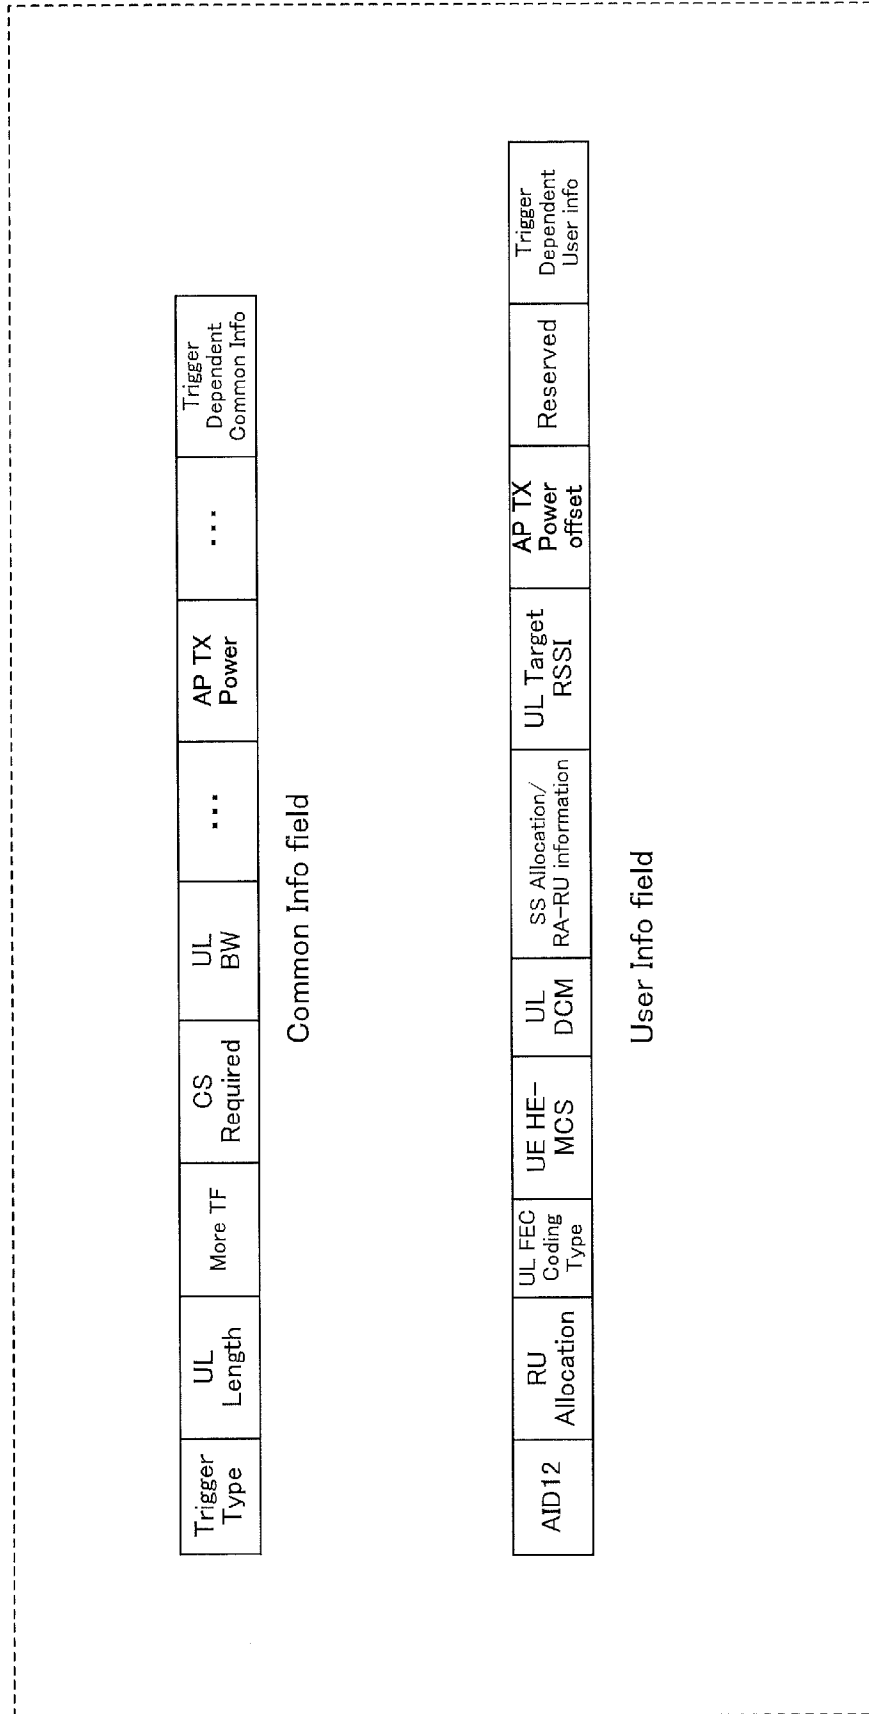 Trigger
Type
UL
Length
More TF
CS
Required
UL
BW
...
AP TX
Power
...
Trigger
Dependent
Common Info
Common Info field
AID12
RU
Allocation
UL FEC
Coding
Type
UE HE-
MCS
UL
DCM
SS Allocation/
RA-RU information
UL Target
RSSI
AP TX
Power
offset
Reserved
Trigger
Dependent
User info
User Info field